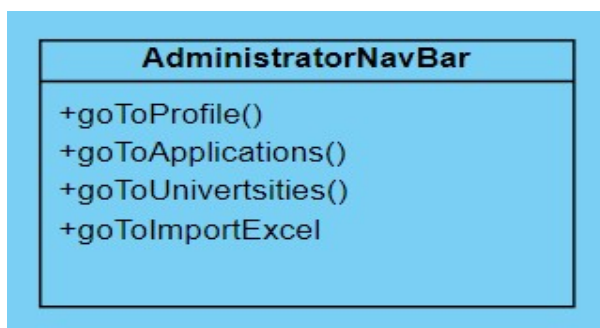 AdministratorNavBar
+goToProfile()
+goToApplications()
+goToUnivertsities()
+goToImportExcel